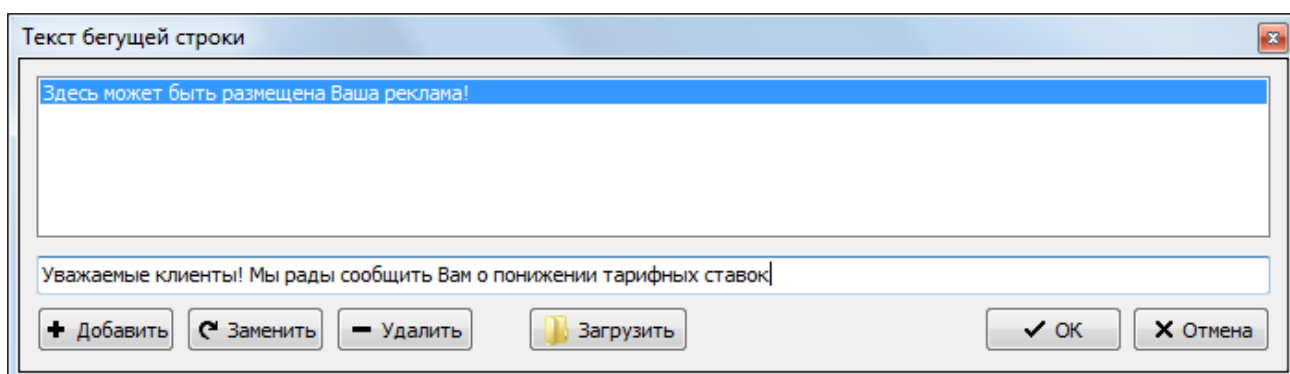 Текст бегущей строки
Здесь может быть размещена Ваша реклама!
Уважаемые клиенты! Мы рады сообщить Вам о понижении тарифных ставок
Добавить Заменить Удалить Загрузить ОК Отмена